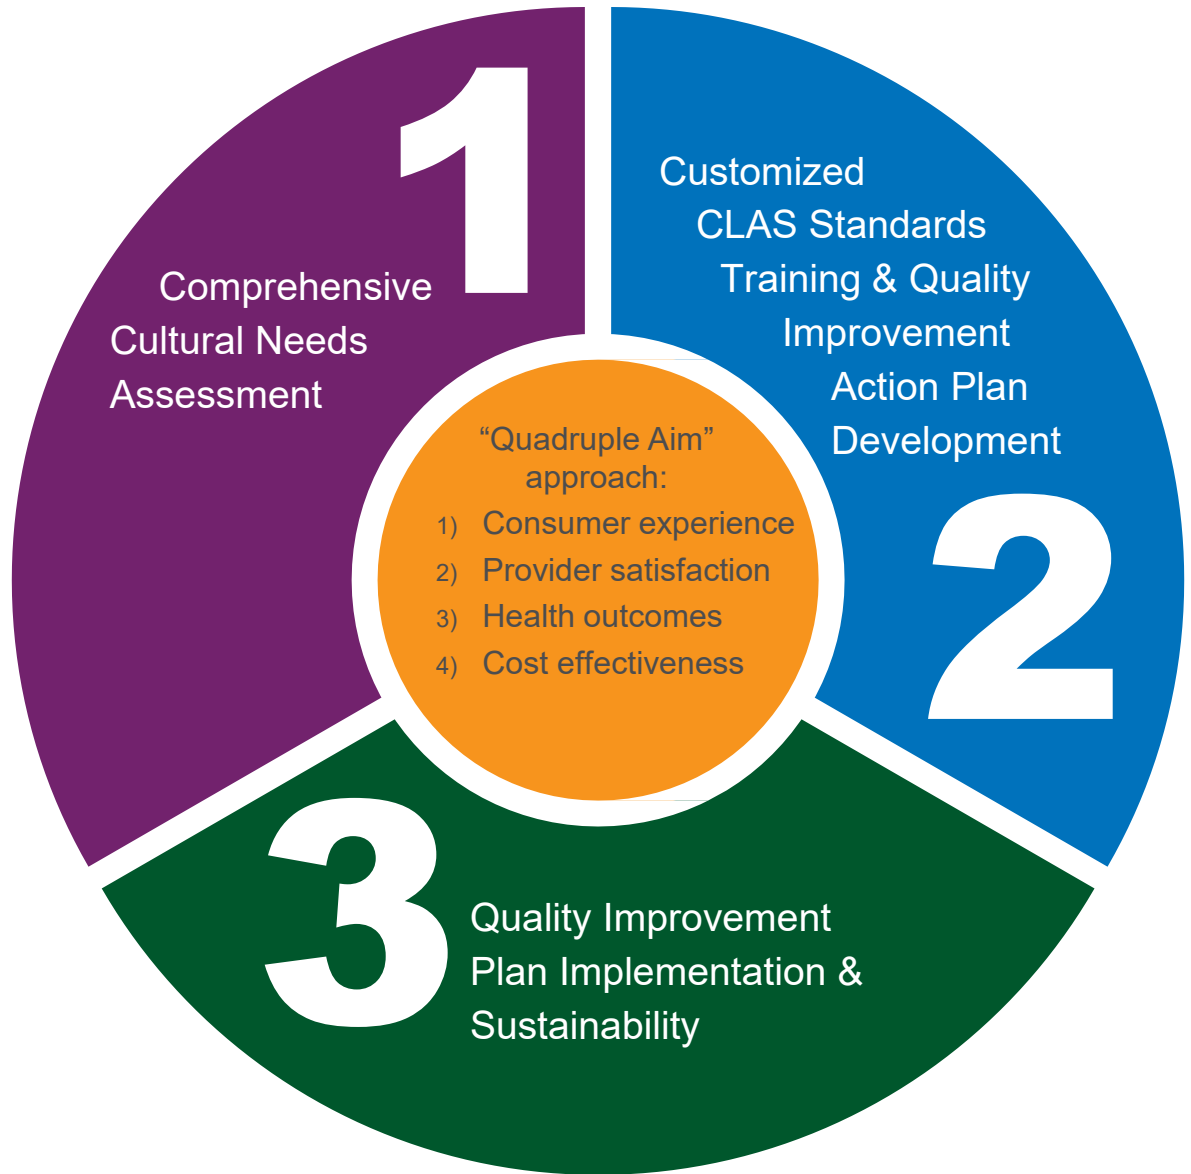 1
Comprehensive
Cultural Needs
Assessment
Customized
CLAS Standards
Training & Quality
Improvement
Action Plan
Development
2
“Quadruple Aim”
approach:
1) Consumer experience
2) Provider satisfaction
3) Health outcomes
4) Cost effectiveness
3
Quality Improvement
Plan Implementation &
Sustainability